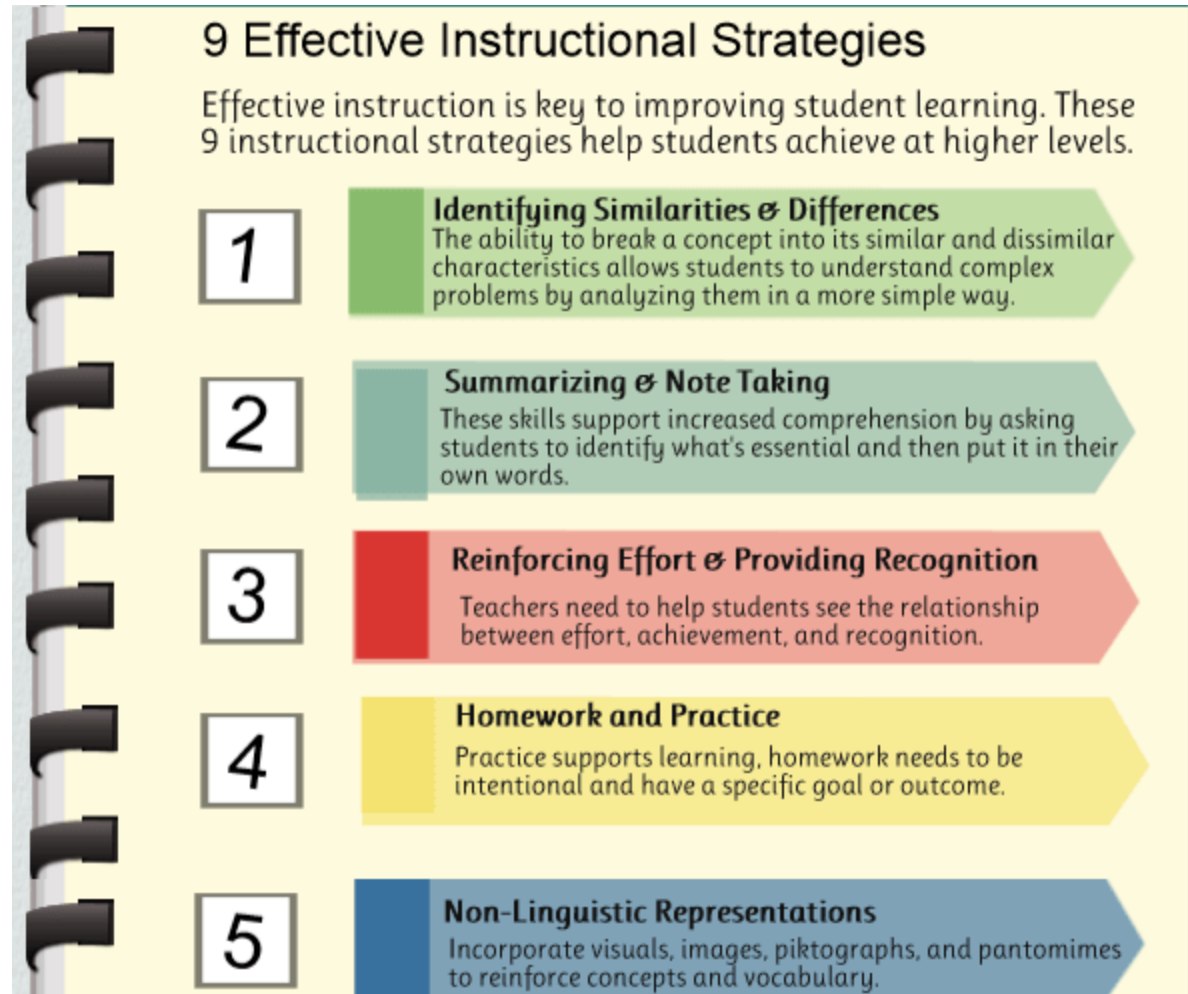 9 Effective Instructional Strategies
Effective instruction is key to improving student learning. These
9 instructional strategies help students achieve at higher levels.
1
Identifying Similarities & Differences
The ability to break a concept into its similar and dissimilar
characteristics allows students to understand complex
problems by analyzing them in a more simple way.
2
Summarizing & Note Taking
These skills support increased comprehension by asking
students to identify what's essential and then put it in their
own words.
3
Reinforcing Effort & Providing Recognition
Teachers need to help students see the relationship
between effort, achievement, and recognition.
4
Homework and Practice
Practice supports learning, homework needs to be
intentional and have a specific goal or outcome.
5
Non-Linguistic Representations
Incorporate visuals, images, piktographs, and pantomimes
to reinforce concepts and vocabulary.